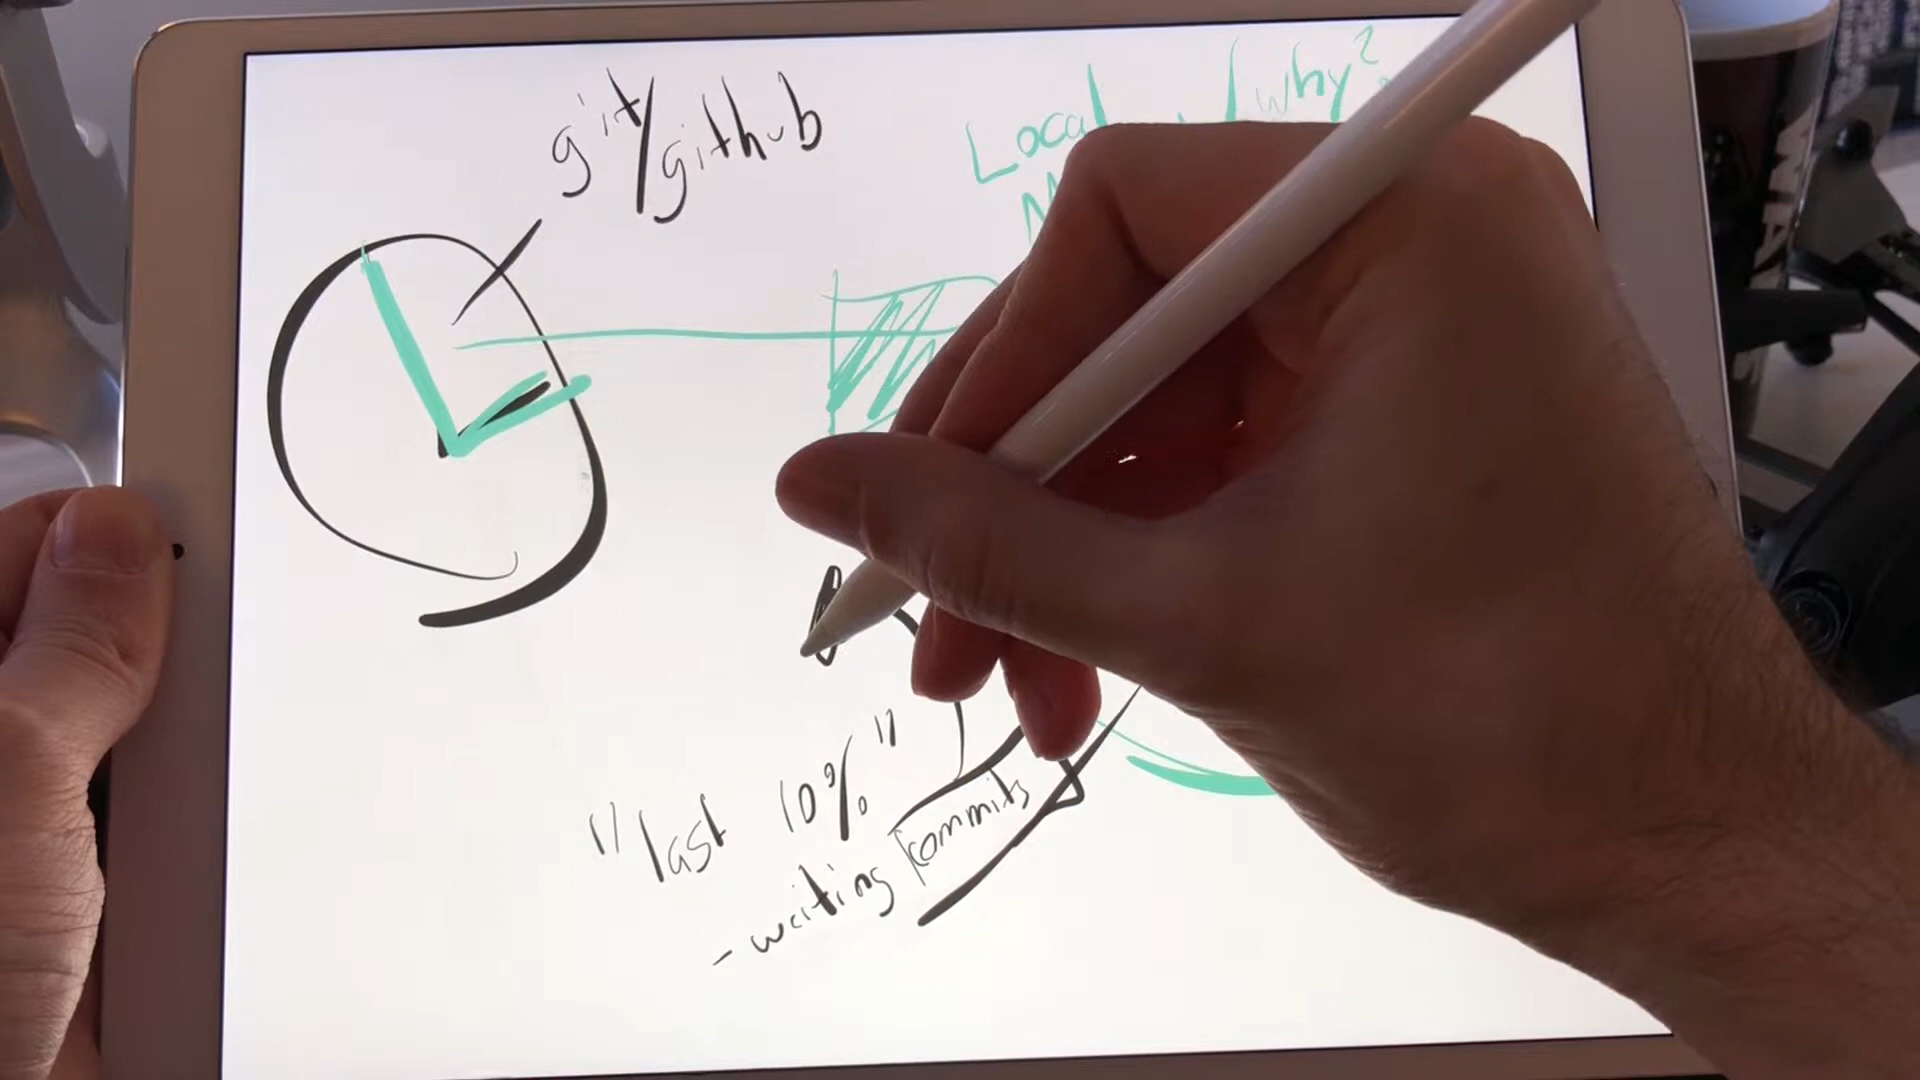 git/github
Local
why?
"last 10%"
- writing commits